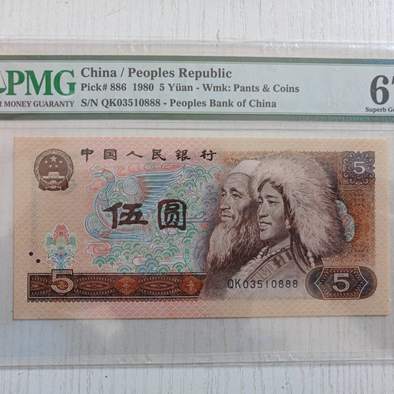 PMG
MONEY GUARANTY
China / Peoples Republic
Pick# 886 1980 5 Yüan - Wmk: Pants & Coins
S/N QK03510888 - Peoples Bank of China
67
Superb G
中国人民银行
5
伍圆
5
QK03510888
5